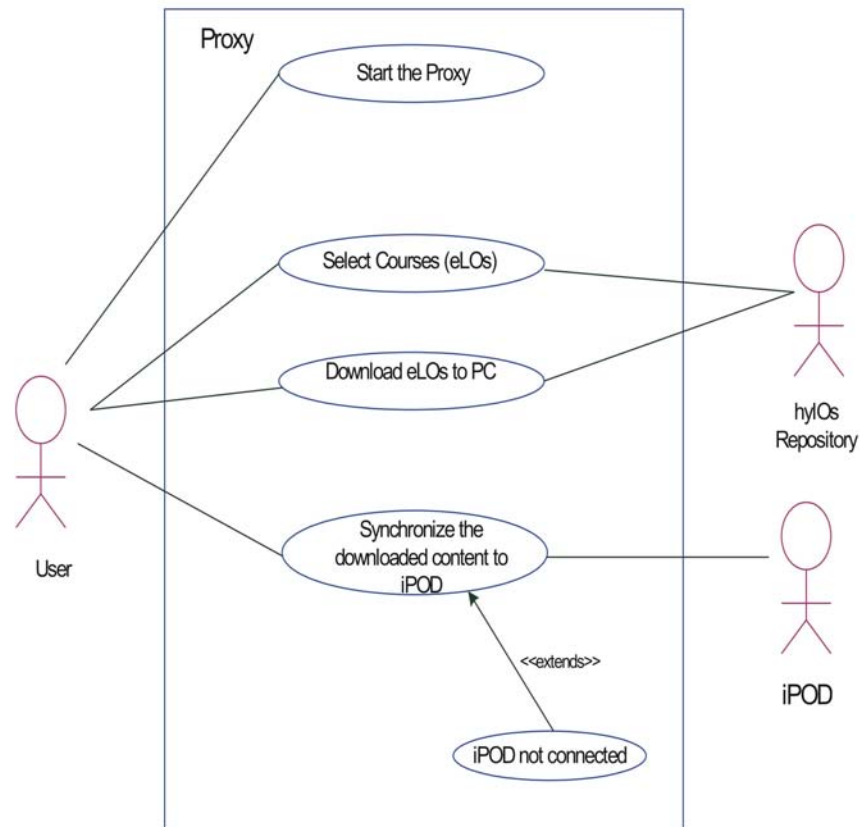 Proxy
Start the Proxy
Select Courses (eLOs)
Download eLOs to PC
hylOs
Repository
Synchronize the
downloaded content to
iPOD
User
<<extends>>
iPOD
iPOD not connected